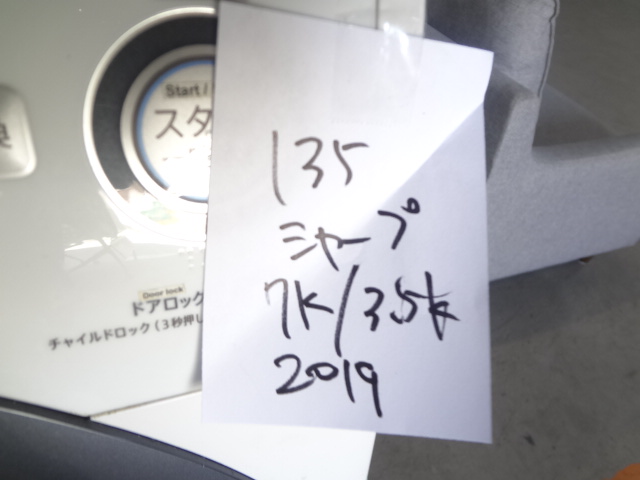 Start/
スタ
135
シャープ
7K/3.5k
2019
Door lock
ドアロック
チャイルドロック(3秒押し